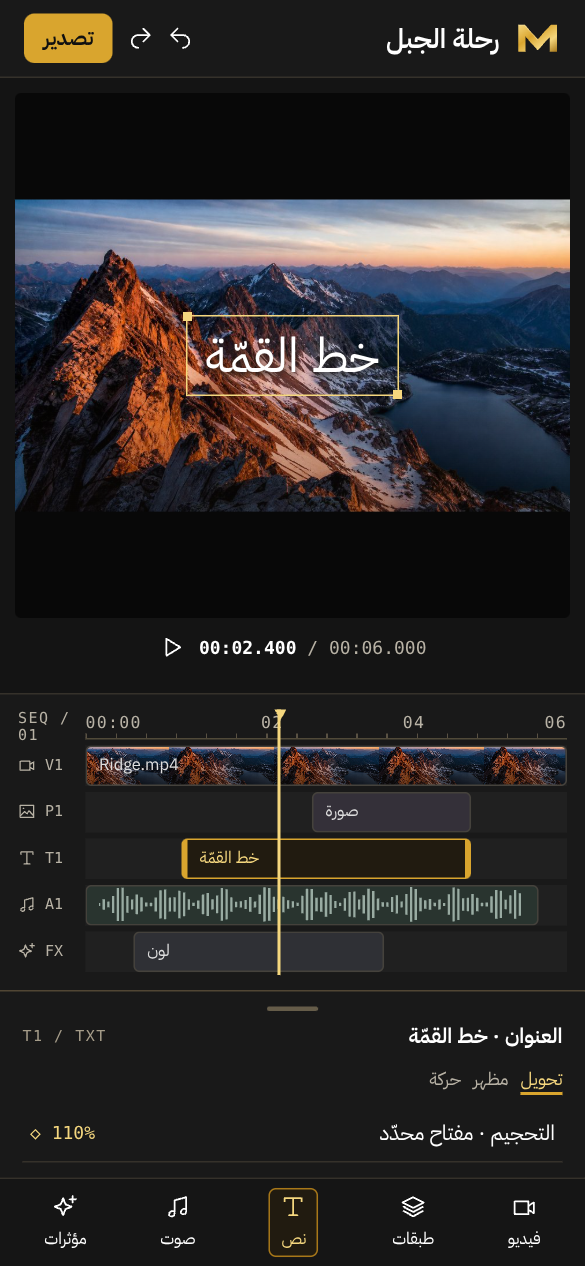 رحلة الجبل
تصدير
خط القمّة
00:02.400 / 00:06.000
SEQ / 01
00:00 02 04 06
V1 Ridge.mp4
P1 صورة
T1 خط القمّة
A1
FX لون
العنوان · خط القمّة
T1 / TXT
تحويل مظهر حركة
التحجيم · مفتاح محدّد
110%
فيديو
طبقات
نص
صوت
مؤثرات